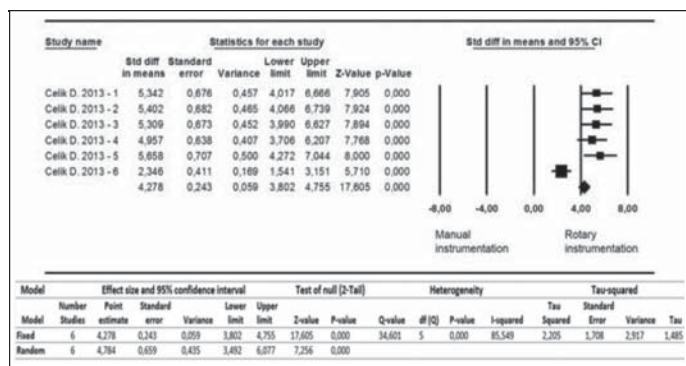 Study name Statistics for each study Std diff in means and 95% CI
Std diff Standard Lower Upper
in means error Variance limit limit Z-Value p-Value
Celik D. 2013 - 1 5,342 0,676 0,457 4,017 6,666 7,905 0,000
Celik D. 2013 - 2 5,402 0,682 0,465 4,066 6,739 7,924 0,000
Celik D. 2013 - 3 5,309 0,673 0,452 3,990 6,627 7,894 0,000
Celik D. 2013 - 4 4,957 0,638 0,407 3,706 6,207 7,768 0,000
Celik D. 2013 - 5 5,658 0,707 0,500 4,272 7,044 8,000 0,000
Celik D. 2013 - 6 2,346 0,411 0,169 1,541 3,151 5,710 0,000
4,278 0,243 0,059 3,802 4,755 17,605 0,000
-8,00 -4,00 0,00 4,00 8,00
Manual Rotary
instrumentation instrumentation
Model Effect size and 95% confidence interval Test of null (2-Tail) Heterogeneity Tau-squared
Number Point Standard Lower Upper Tau Standard
Model Studies estimate error Variance limit limit Z-value P-value Q-value df (Q) P-value I-squared Squared Error Variance Tau
Fixed 6 4,278 0,243 0,059 3,802 4,755 17,605 0,000 34,601 5 0,000 85,549 2,205 1,708 2,917 1,485
Random 6 4,784 0,659 0,435 3,492 6,077 7,256 0,000